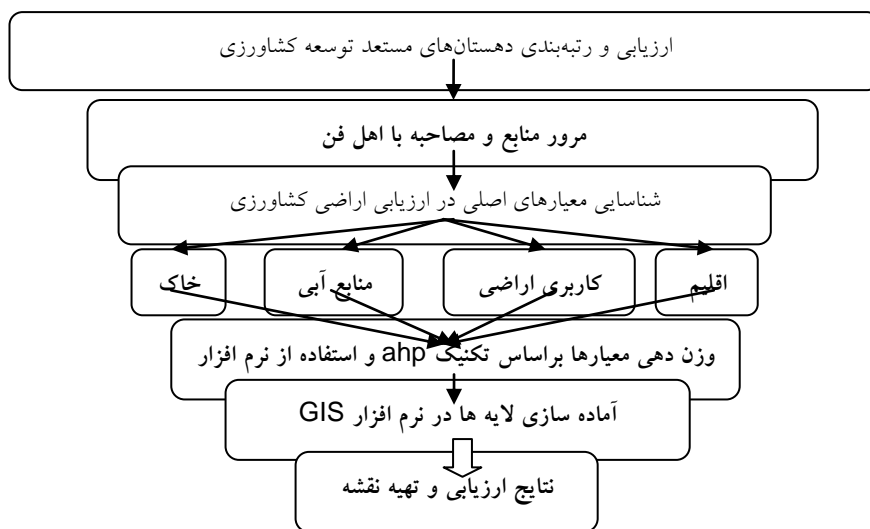 ارزیابی و رتبه‌بندی دهستان‌های مستعد توسعه کشاورزی
مرور منابع و مصاحبه با اهل فن
شناسایی معیارهای اصلی در ارزیابی اراضی کشاورزی
اقلیم
کاربری اراضی
منابع آبی
خاک
وزن دهی معیارها براساس تکنیک ahp و استفاده از نرم افزار
آماده سازی لایه ها در نرم افزار GIS
نتایج ارزیابی و تهیه نقشه